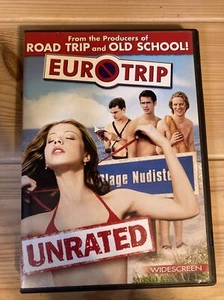 From the Producers of
ROAD TRIP and OLD SCHOOL!
EUROTRIP
Plage Nudiste
UNRATED
WIDESCREEN